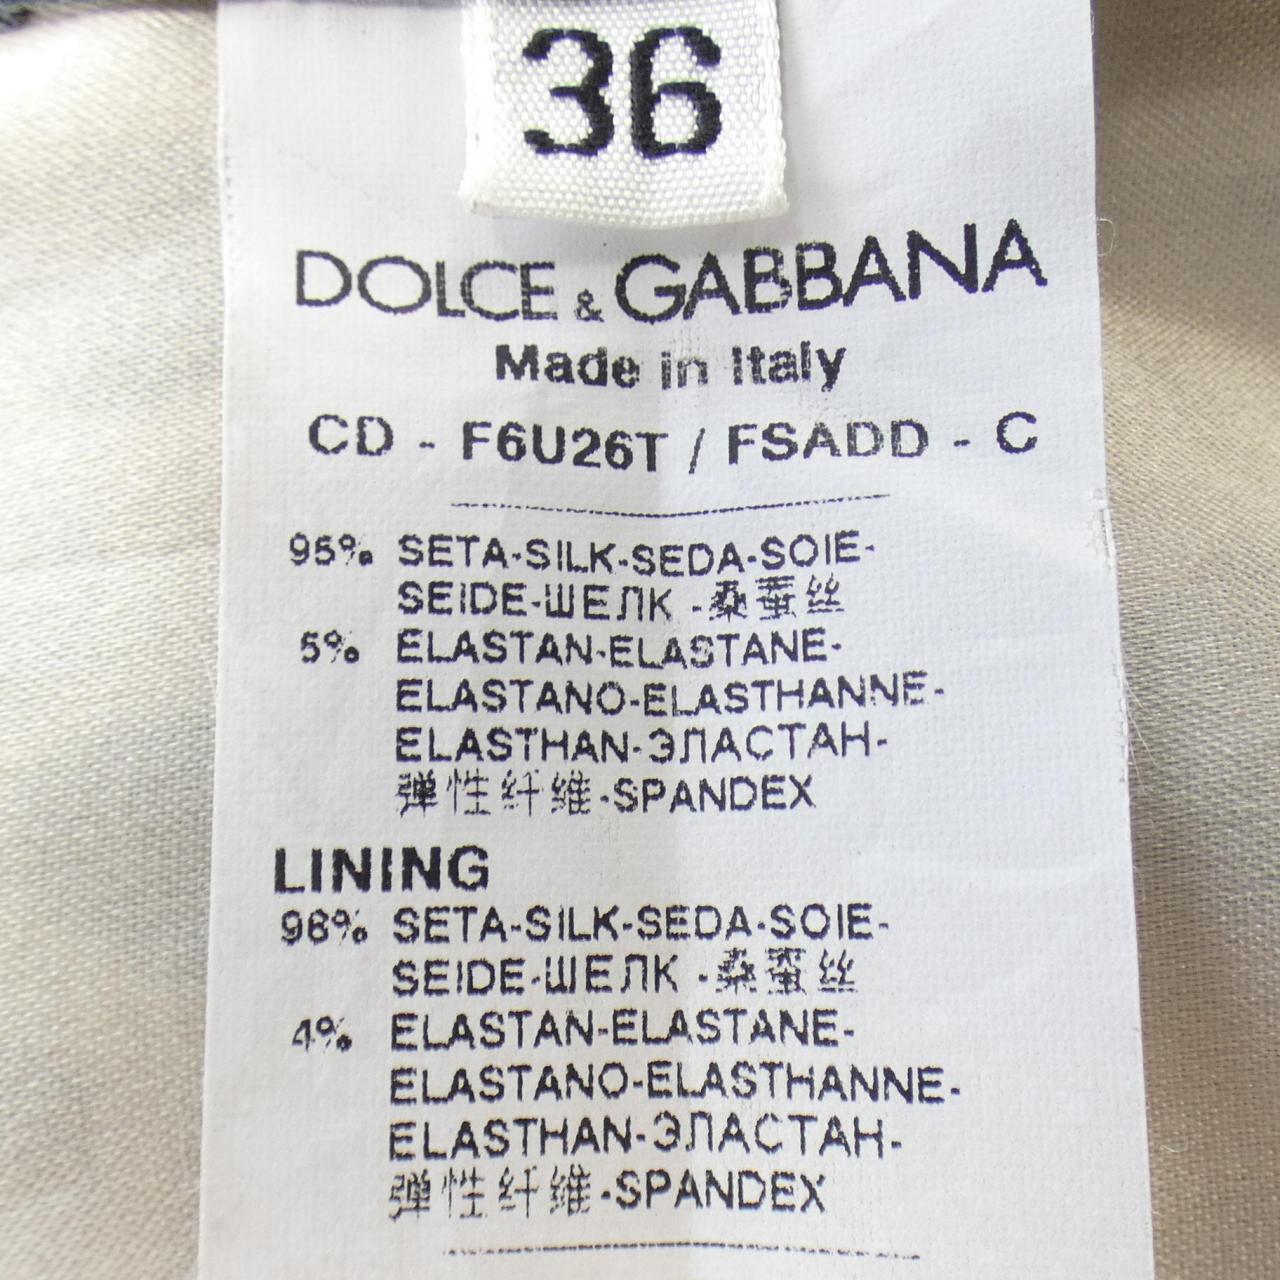 36
DOLCE & GABBANA
Made in Italy
CD - F6U26T / FSADD - C
95% SETA-SILK-SEDA-SOIE-
SEIDE-ШЕЛК-桑蚕丝
5% ELASTAN-ELASTANE-
ELASTANO-ELASTHANNE-
ELASTHAN-ЭЛАСТАН-
弹性纤维-SPANDEX
LINING
96% SETA-SILK-SEDA-SOIE-
SEIDE-ШЕЛК-桑蚕丝
4% ELASTAN-ELASTANE-
ELASTANO-ELASTHANNE-
ELASTHAN-ЭЛАСТАН-
弹性纤维-SPANDEX